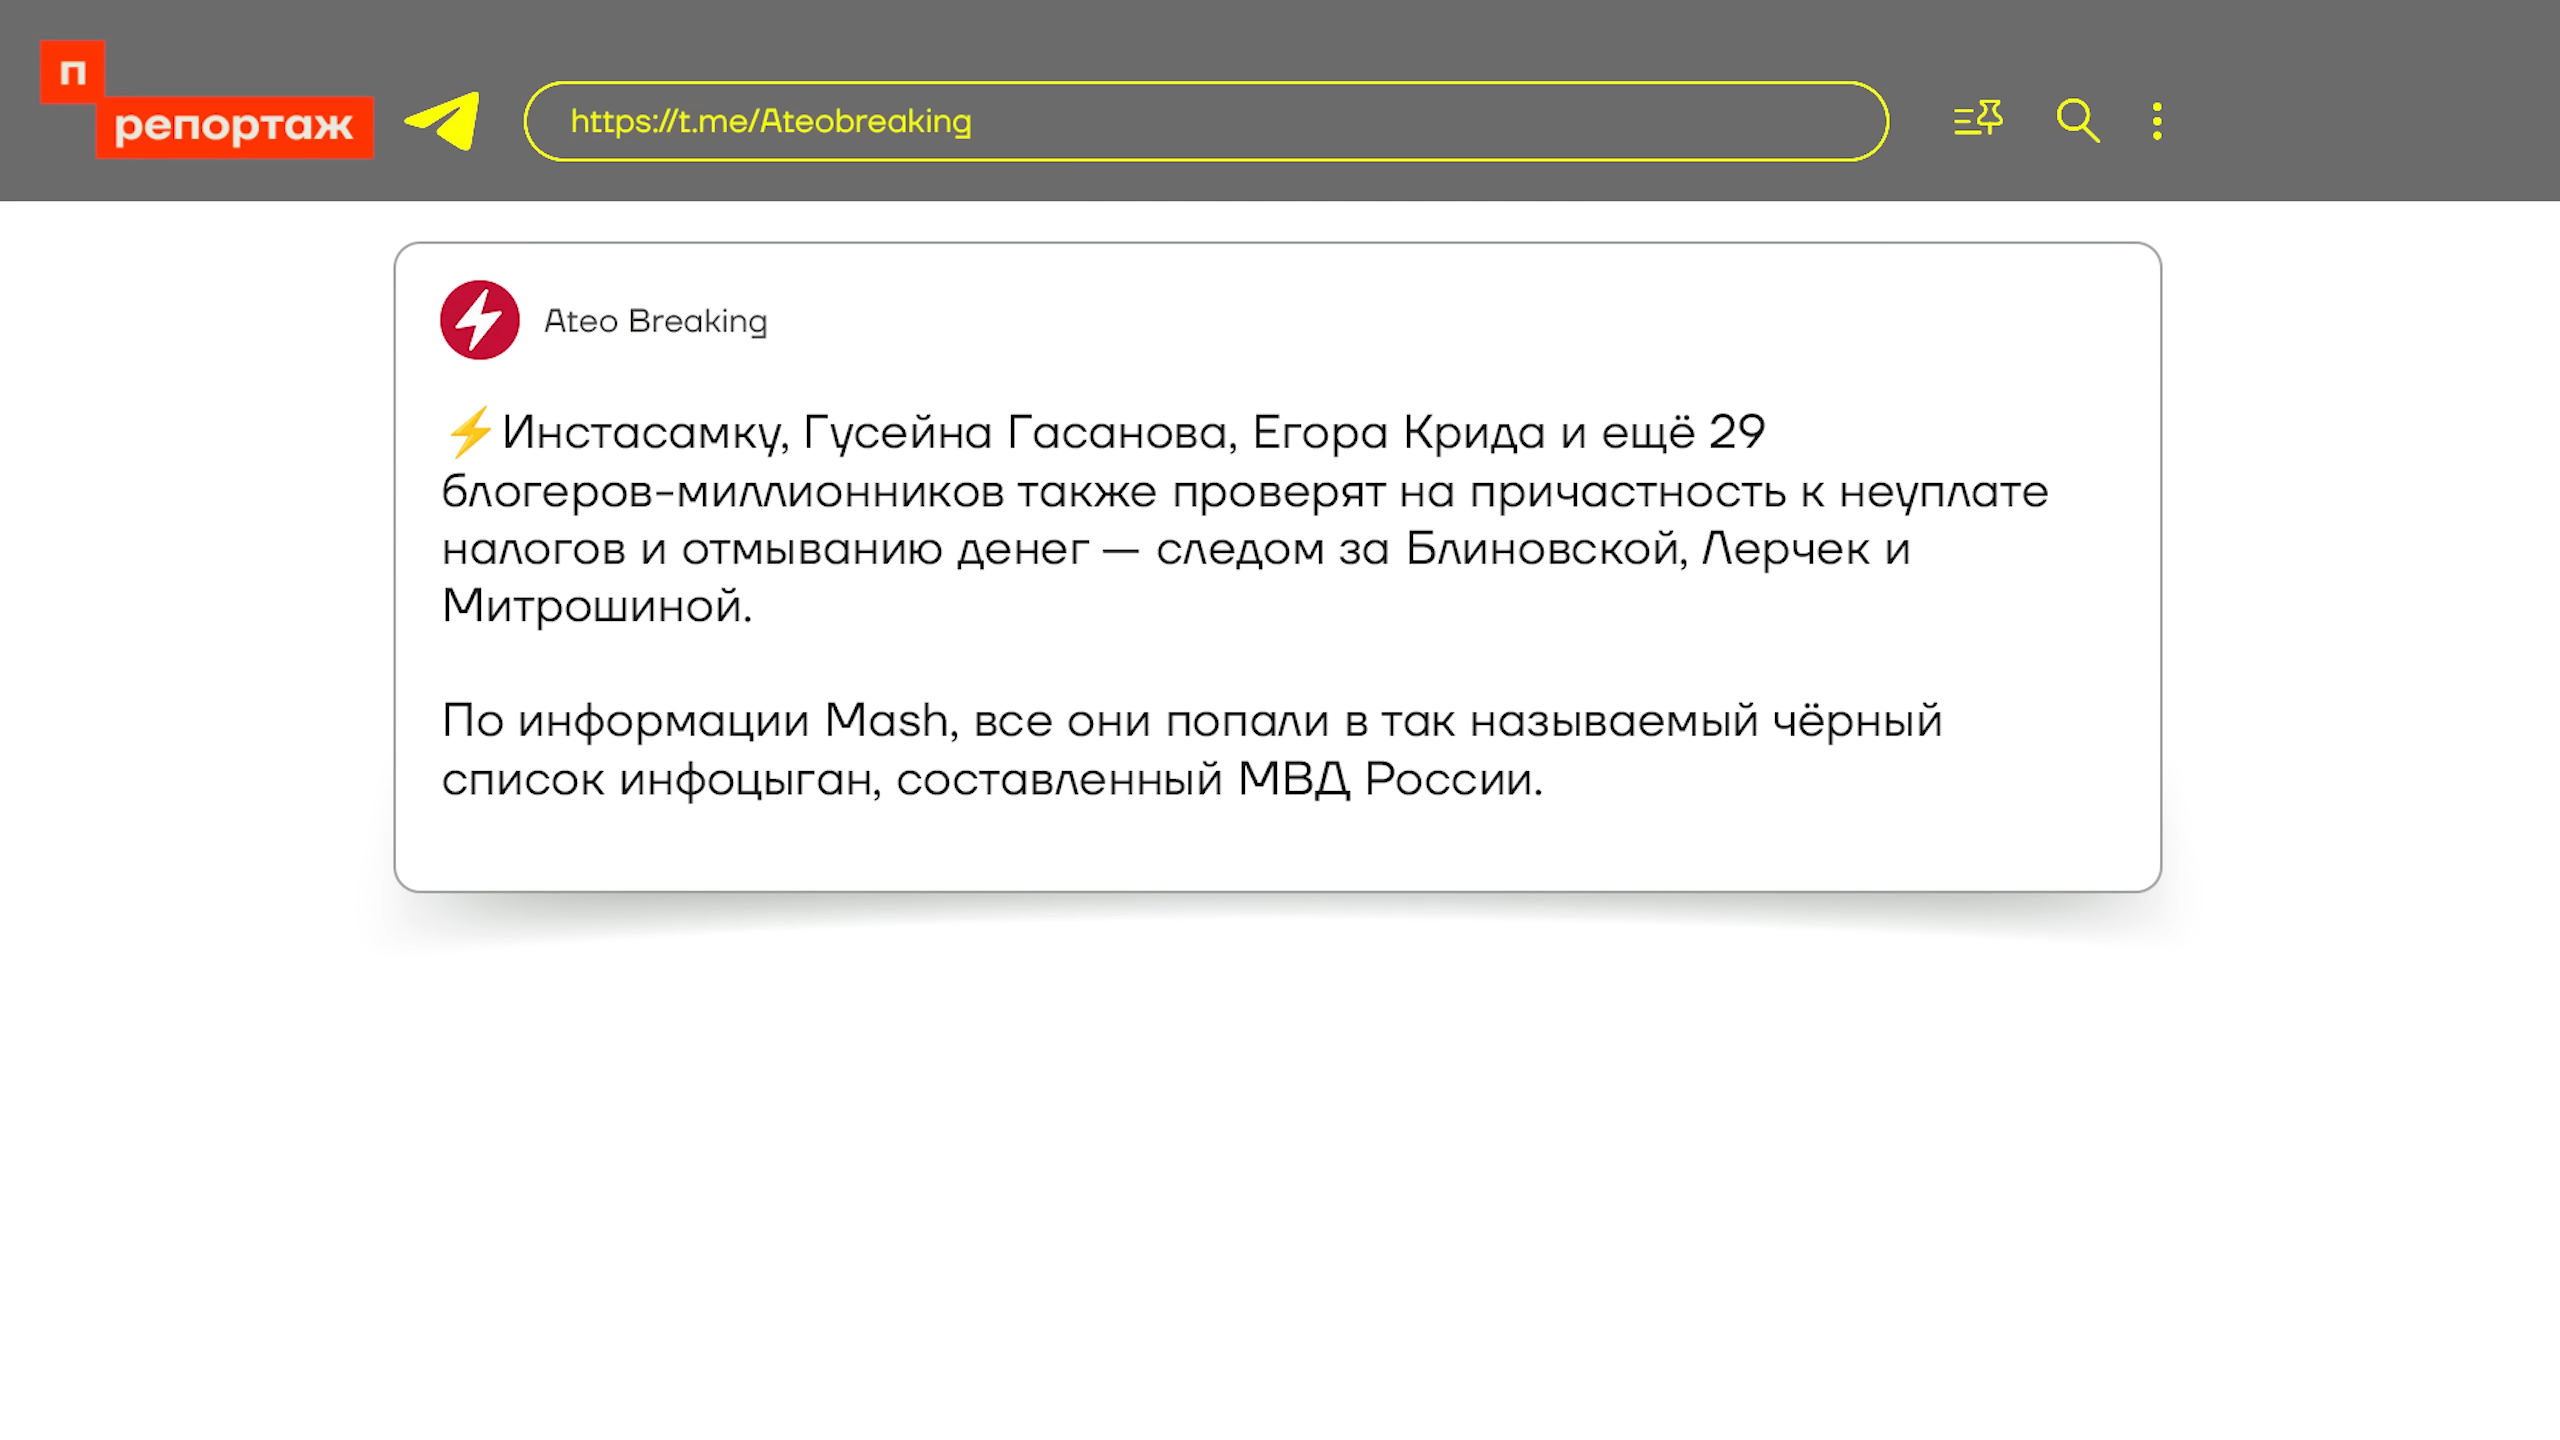 п
репортаж
https://t.me/Ateobreaking
Ateo Breaking
⚡Инстасамку, Гусейна Гасанова, Егора Крида и ещё 29
блогеров-миллионников также проверят на причастность к неуплате
налогов и отмыванию денег — следом за Блиновской, Лерчек и
Митрошиной.
По информации Mash, все они попали в так называемый чёрный
список инфоцыган, составленный МВД России.